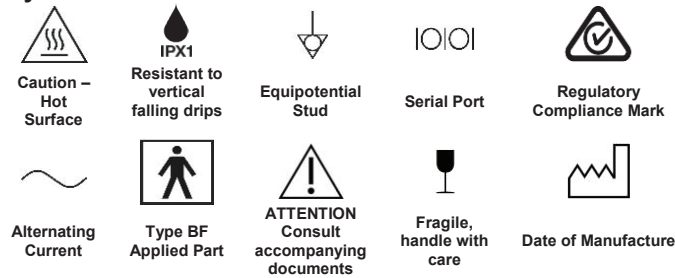 IPX1
Caution –
Hot
Surface
Resistant to
vertical
falling drips
Equipotential
Stud
IOIOI
Serial Port
Regulatory
Compliance Mark
Alternating
Current
Type BF
Applied Part
ATTENTION
Consult
accompanying
documents
Fragile,
handle with
care
Date of Manufacture